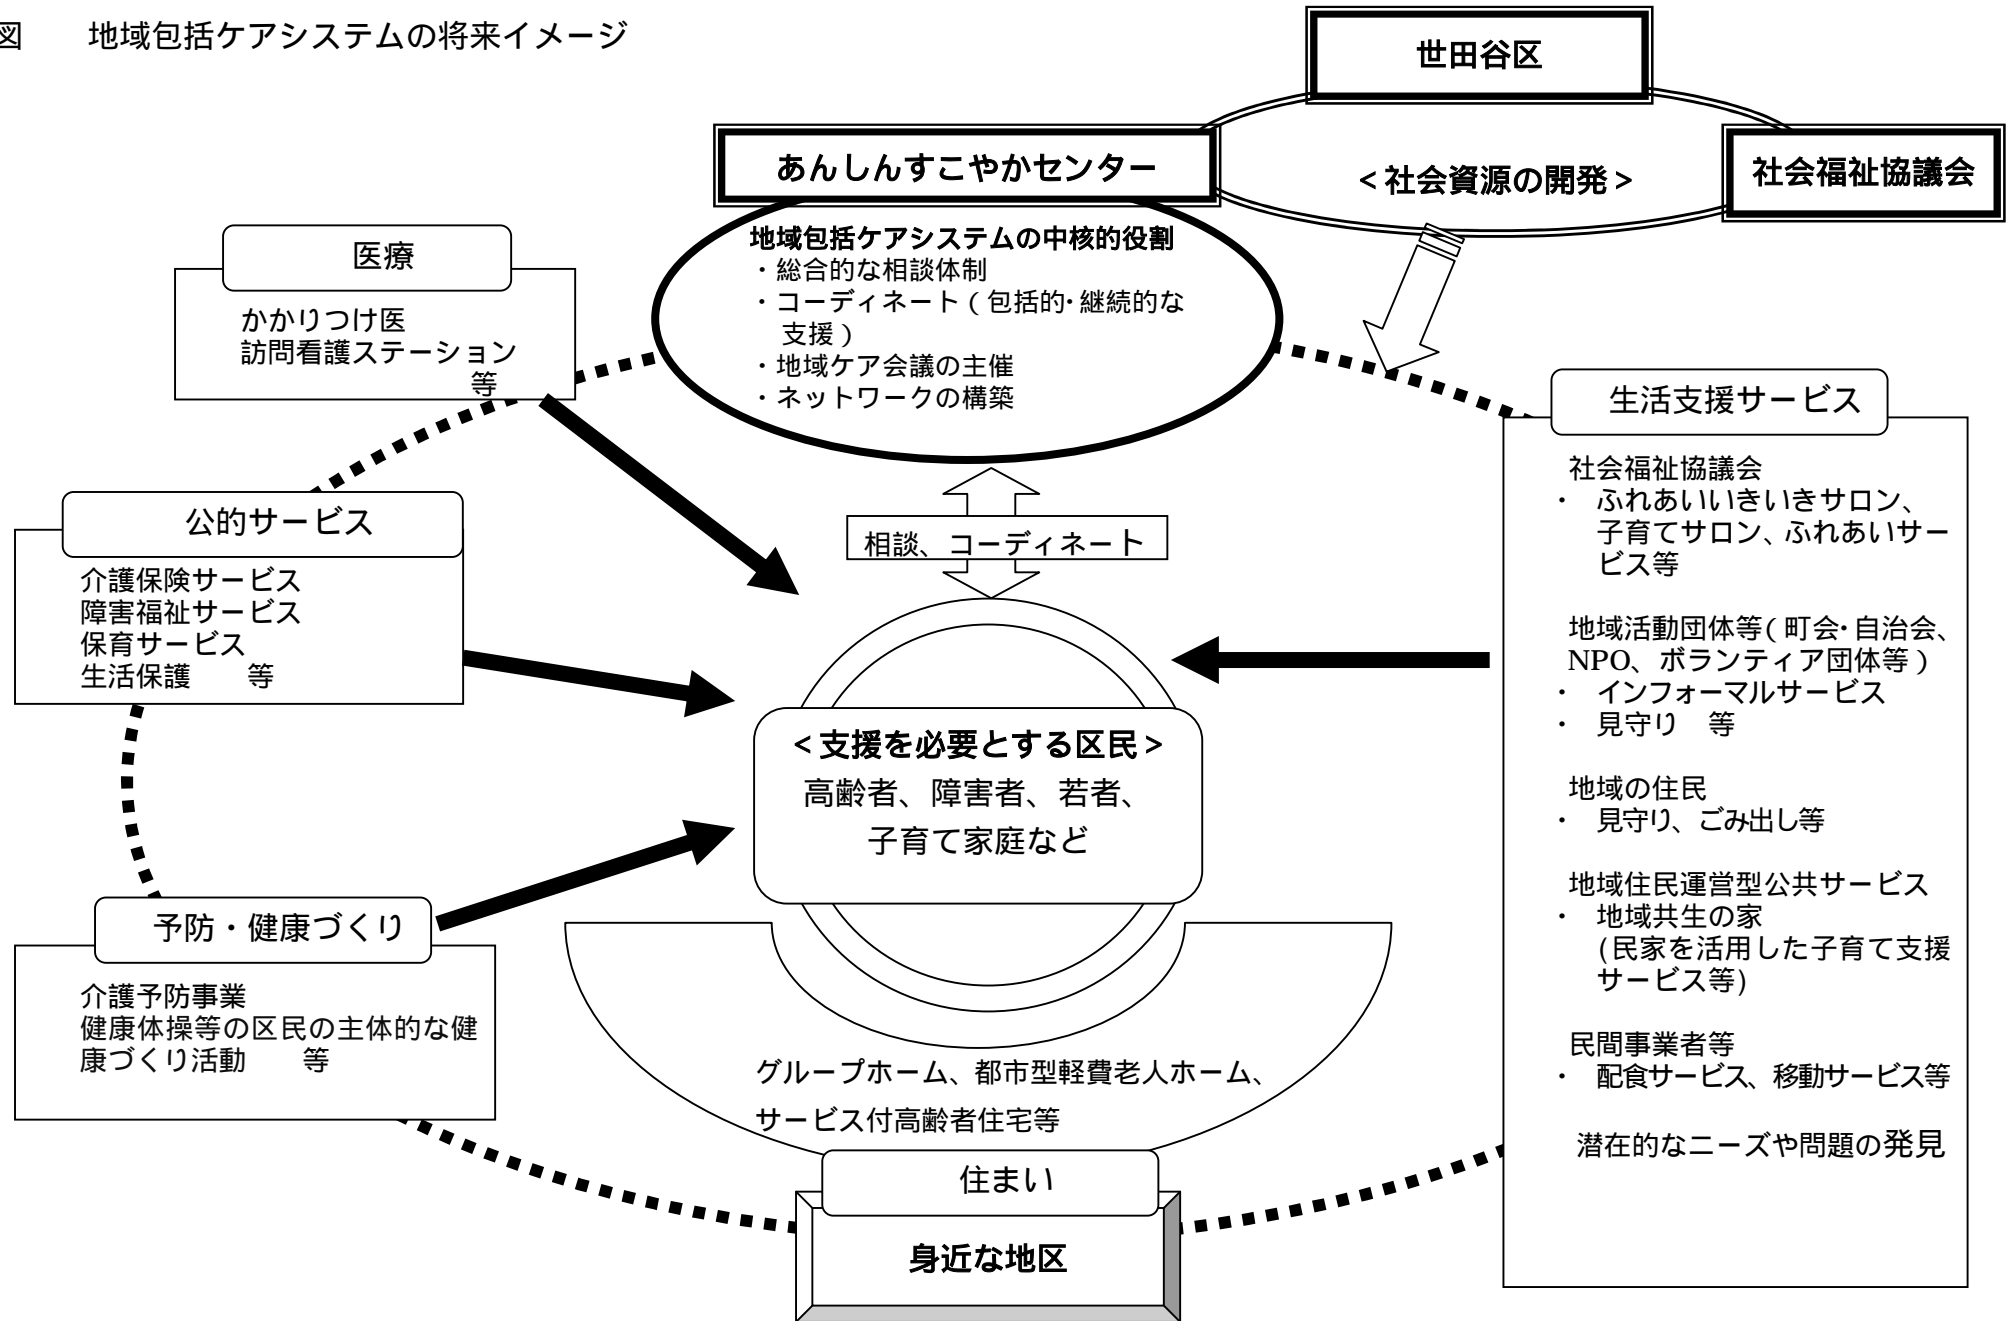 図　　地域包括ケアシステムの将来イメージ
世田谷区
あんしんすこやかセンター
<社会資源の開発>
社会福祉協議会
地域包括ケアシステムの中核的役割
・総合的な相談体制
・コーディネート（包括的・継続的な
支援）
・地域ケア会議の主催
・ネットワークの構築
医療
かかりつけ医
訪問看護ステーション
等
公的サービス
介護保険サービス
障害福祉サービス
保育サービス
生活保護　　等
予防・健康づくり
介護予防事業
健康体操等の区民の主体的な健
康づくり活動　　等
相談、コーディネート
<支援を必要とする区民>
高齢者、障害者、若者、
子育て家庭など
グループホーム、都市型軽費老人ホーム、
サービス付高齢者住宅等
住まい
身近な地区
生活支援サービス
社会福祉協議会
・　ふれあいいきいきサロン、
子育てサロン、ふれあいサー
ビス等
地域活動団体等（町会・自治会、
NPO、ボランティア団体等）
・　インフォーマルサービス
・　見守り　等
地域の住民
・　見守り、ごみ出し等
地域住民運営型公共サービス
・　地域共生の家
(民家を活用した子育て支援
サービス等)
民間事業者等
・　配食サービス、移動サービス等
潜在的なニーズや問題の発見